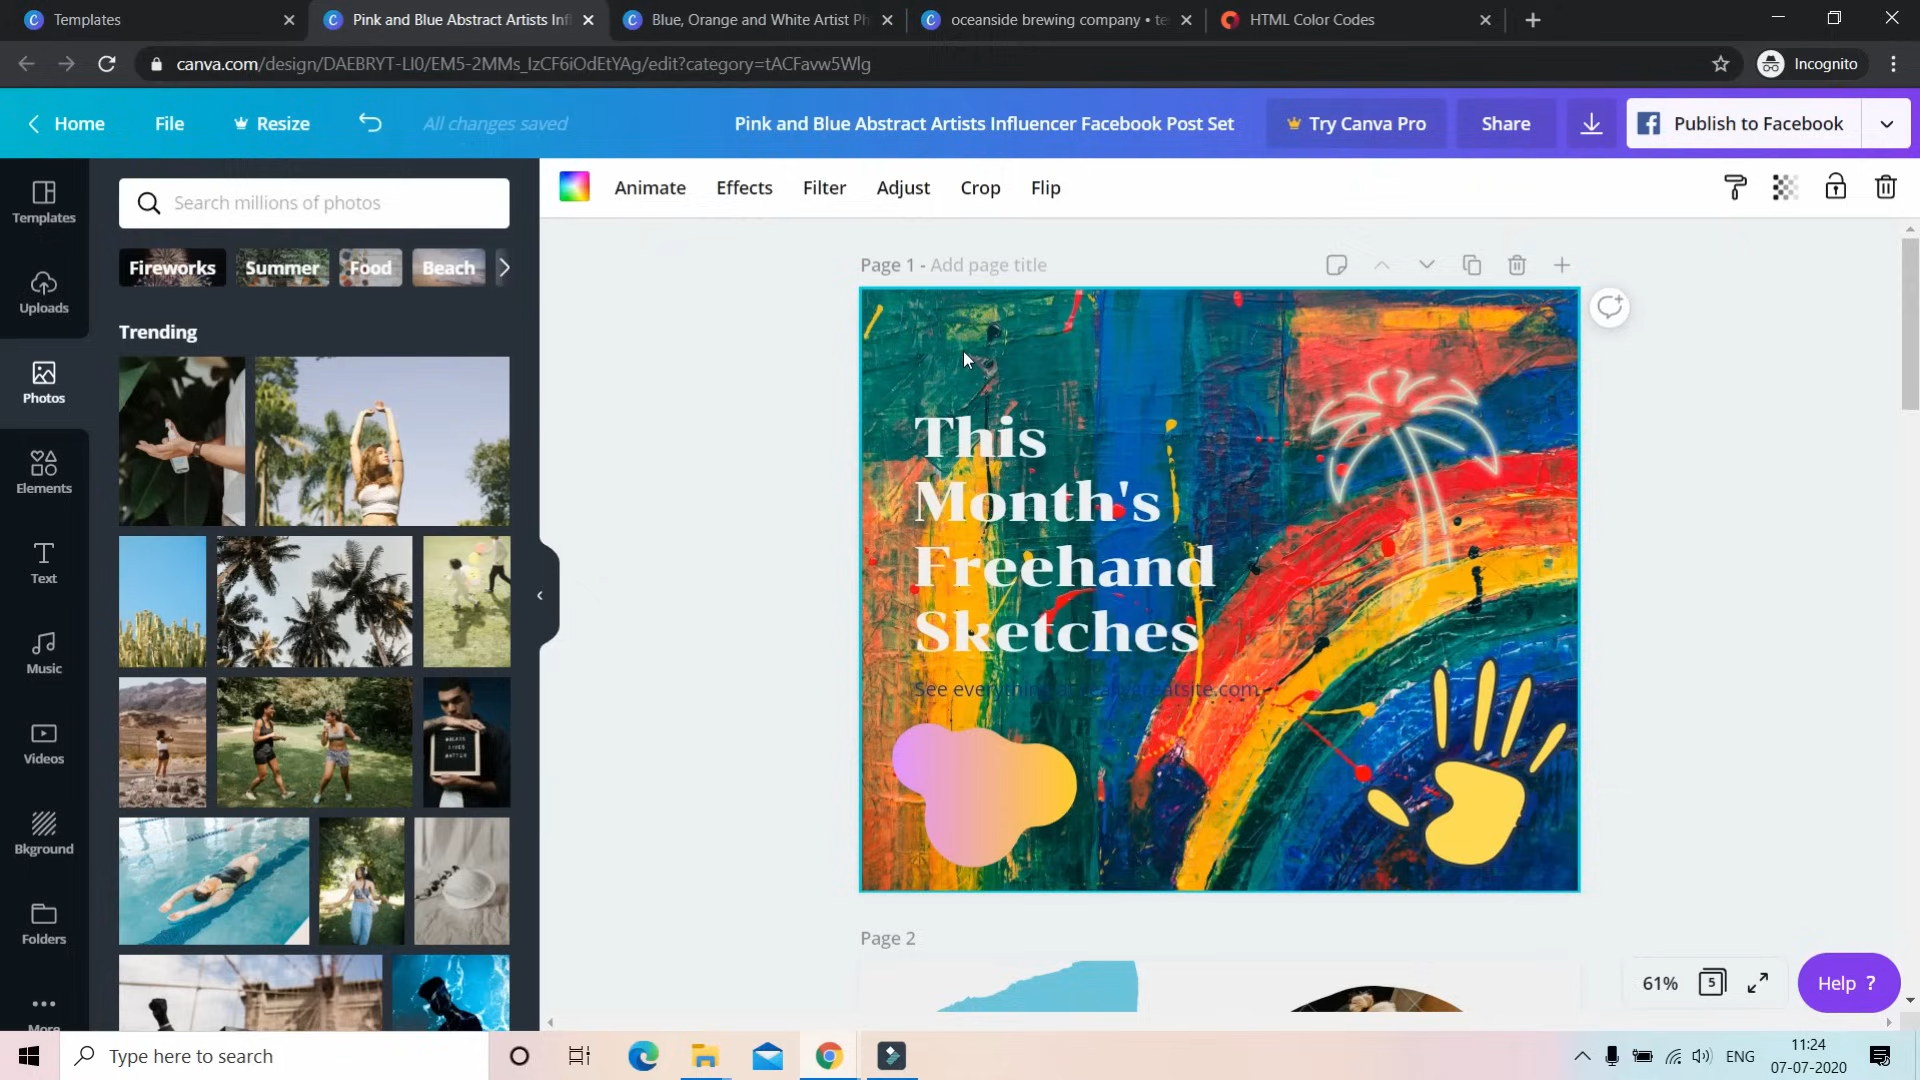 Templates
Pink and Blue Abstract Artists Infl
Blue, Orange and White Artist Ph
oceanside brewing company • te
HTML Color Codes
canva.com/design/DAEBRYT-LI0/EM5-2MMs_IzCF6iOdEtYAg/edit?category=tACFavw5Wlg
Incognito
Home
File
Resize
All changes saved
Pink and Blue Abstract Artists Influencer Facebook Post Set
Try Canva Pro
Share
Publish to Facebook
Templates
Uploads
Photos
Elements
Text
Music
Videos
Bkground
Folders
More
Search millions of photos
Fireworks
Summer
Food
Beach
Trending
Animate
Effects
Filter
Adjust
Crop
Flip
Page 1 - Add page title
This
Month's
Freehand
Sketches
See everything
Page 2
61%
5
Help ?
Type here to search
ENG
11:24
07-07-2020